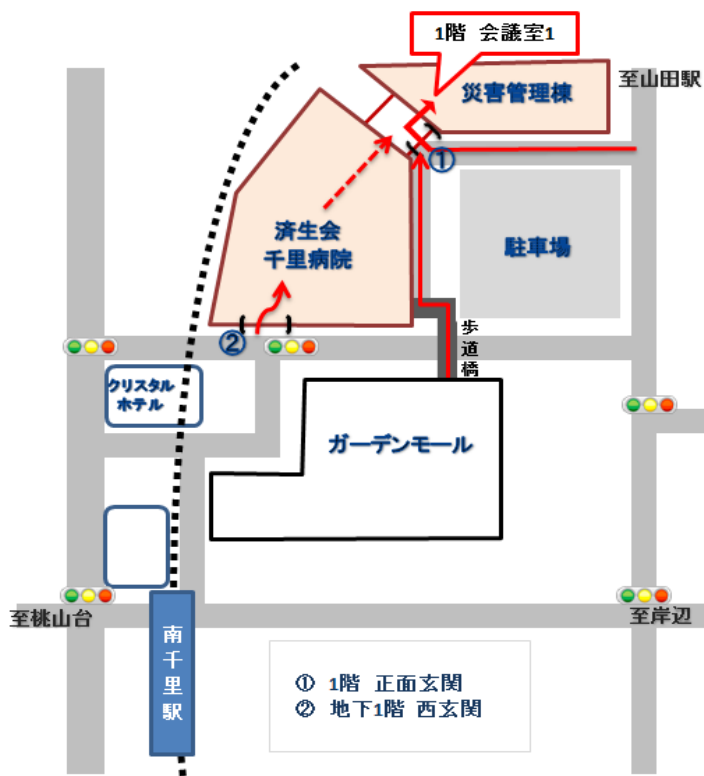 1階 会議室1
災害管理棟
至山田駅
①
済生会
千里病院
駐車場
②
歩道橋
クリスタル
ホテル
ガーデンモール
至桃山台
至岸辺
南千里駅
① 1階 正面玄関
② 地下1階 西玄関